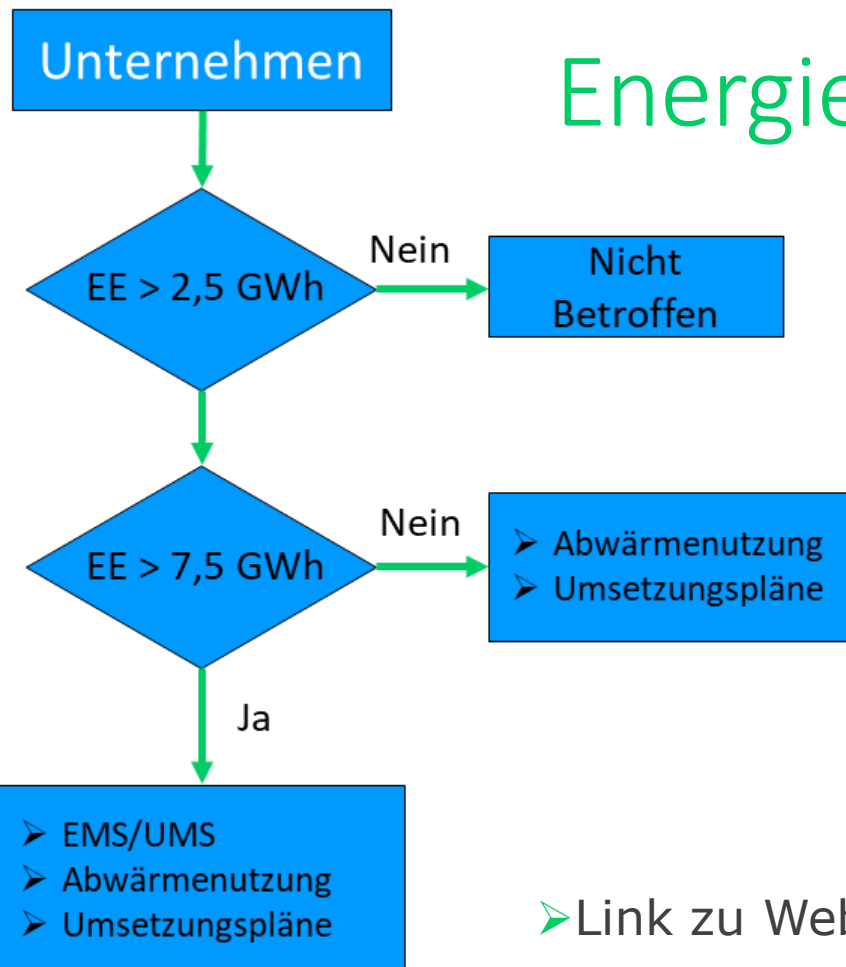 Unternehmen
Energie
EE > 2,5 GWh
Nein
Nicht
Betroffen
EE > 7,5 GWh
Nein
➢ Abwärmenutzung
➢ Umsetzungspläne
Ja
➢ EMS/UMS
➢ Abwärmenutzung
➢ Umsetzungspläne
➢Link zu Web